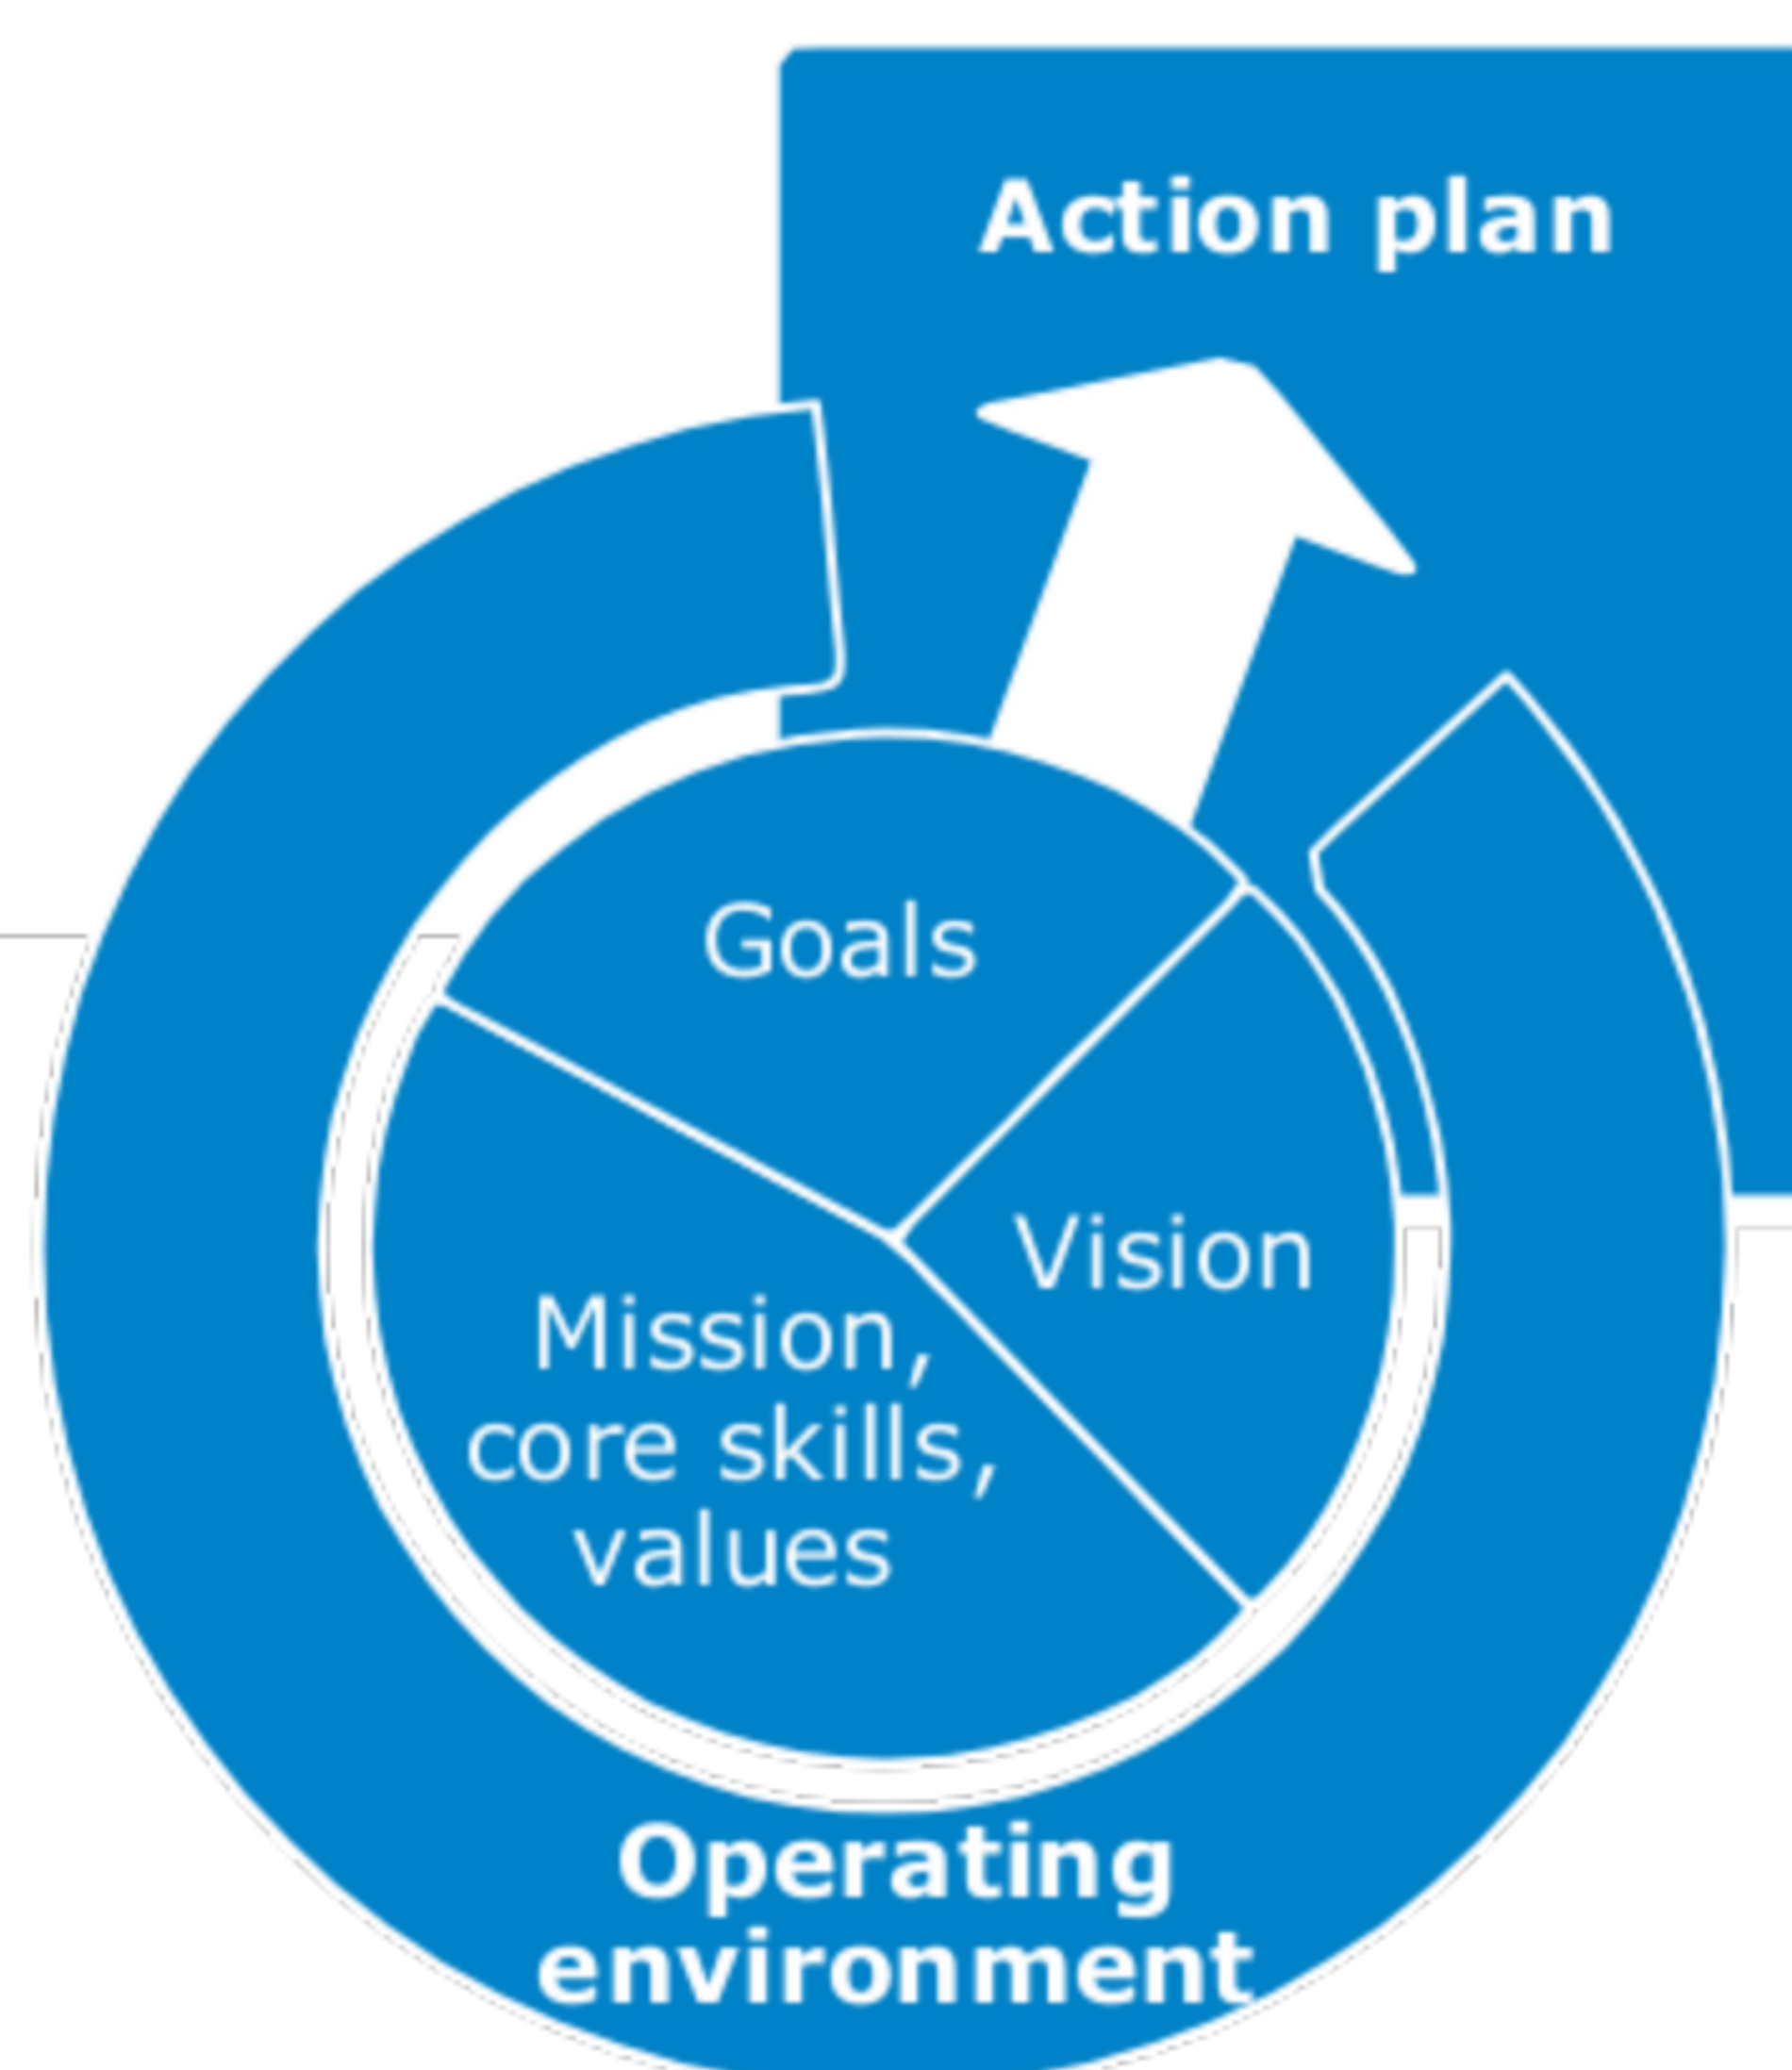 Action plan
Goals
Vision
Mission,
core skills,
values
Operating
environment